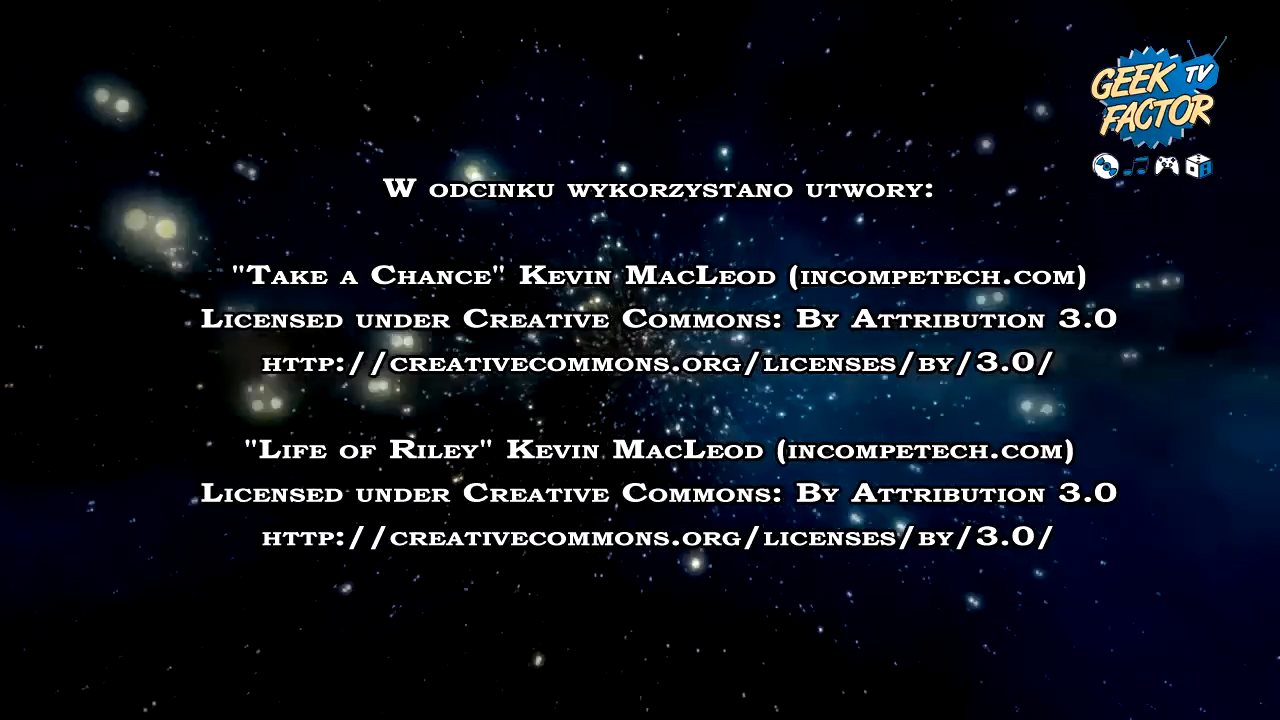 GEEK TV
FACTOR
W ODCINKU WYKORZYSTANO UTWORY:
"TAKE A CHANCE" KEVIN MACLEOD (INCOMPETECH.COM)
LICENSED UNDER CREATIVE COMMONS: BY ATTRIBUTION 3.0
HTTP://CREATIVECOMMONS.ORG/LICENSES/BY/3.0/
"LIFE OF RILEY" KEVIN MACLEOD (INCOMPETECH.COM)
LICENSED UNDER CREATIVE COMMONS: BY ATTRIBUTION 3.0
HTTP://CREATIVECOMMONS.ORG/LICENSES/BY/3.0/